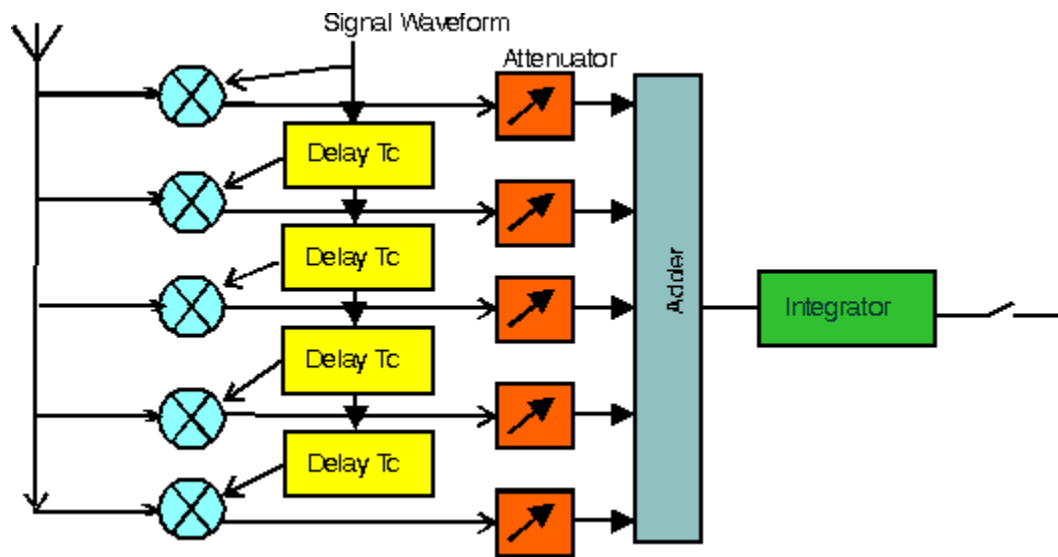 Signal Waveform
Attenuator
Delay Tc
Delay Tc
Adder
Integrator
Delay Tc
Delay Tc